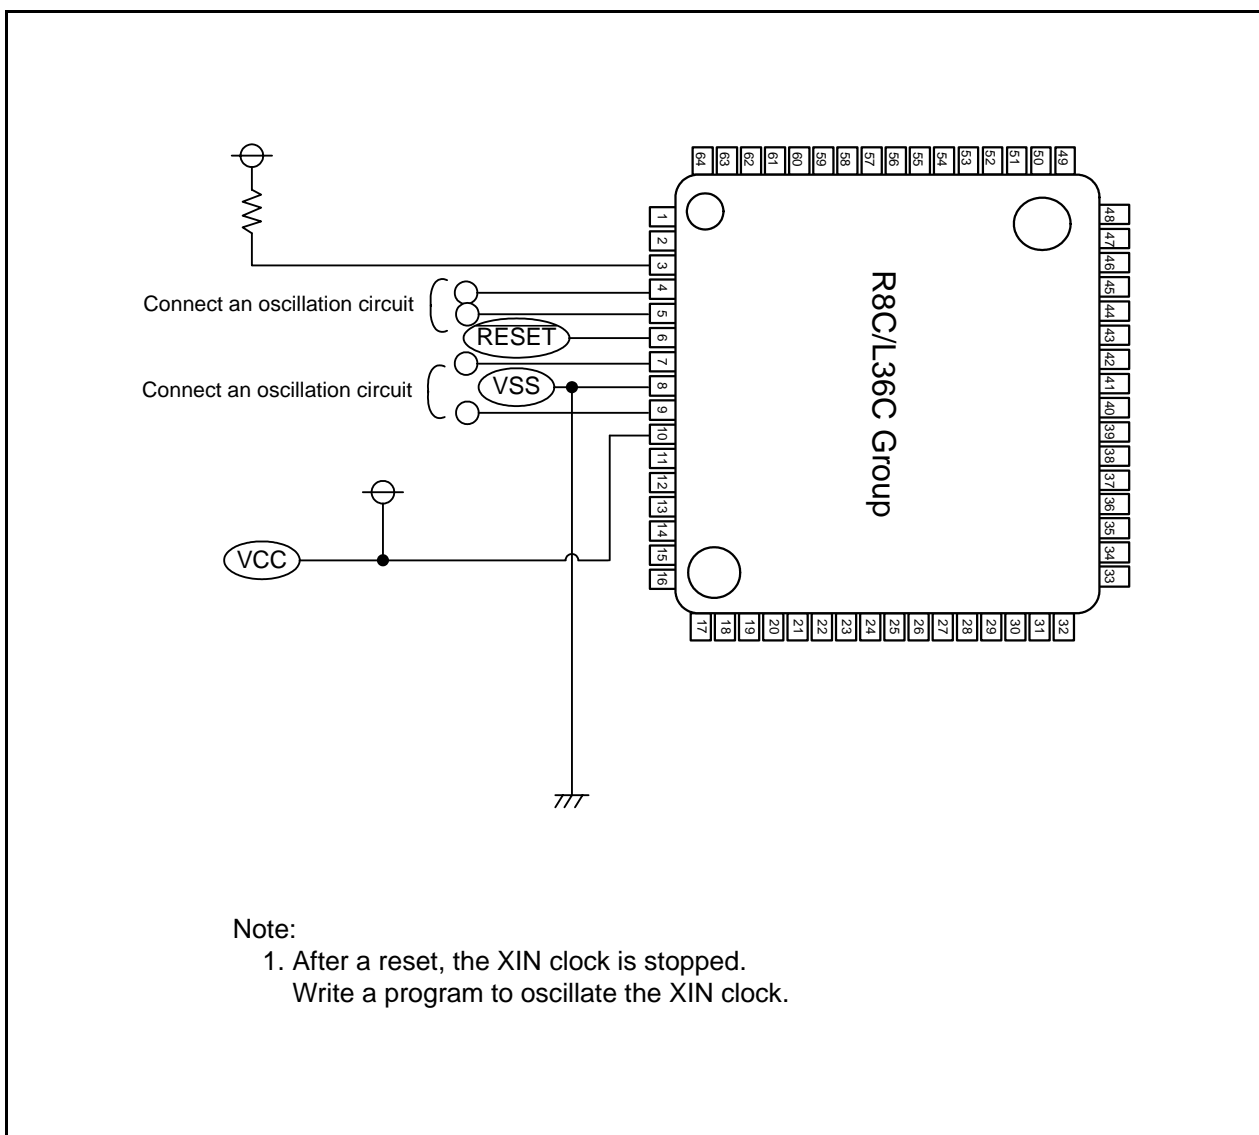 64 63 62 61 60 59 58 57 56 55 54 53 52 51 50 49
1
2
3
4
5
6
7
8
9
10
11
12
13
14
15
16
48
47
46
45
44
43
42
41
40
39
38
37
36
35
34
33
17 18 19 20 21 22 23 24 25 26 27 28 29 30 31 32
R8C/L36C Group
Connect an oscillation circuit
RESET
Connect an oscillation circuit
VSS
VCC
Note:
1. After a reset, the XIN clock is stopped.
Write a program to oscillate the XIN clock.